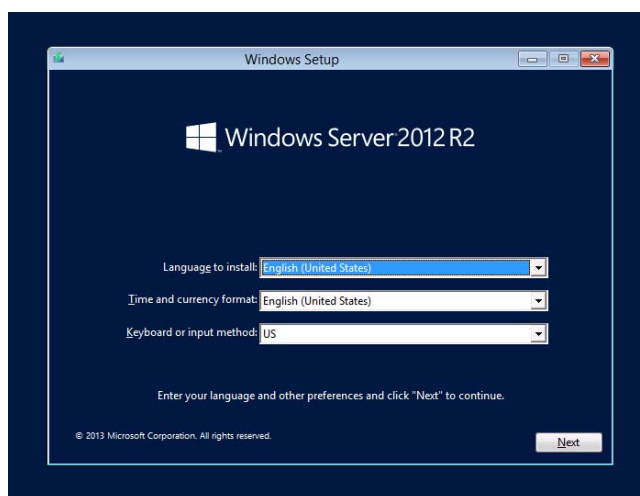 Windows Setup
Windows Server 2012 R2
Language to install: English (United States)
Time and currency format: English (United States)
Keyboard or input method: US
Enter your language and other preferences and click "Next" to continue.
© 2013 Microsoft Corporation. All rights reserved.
Next